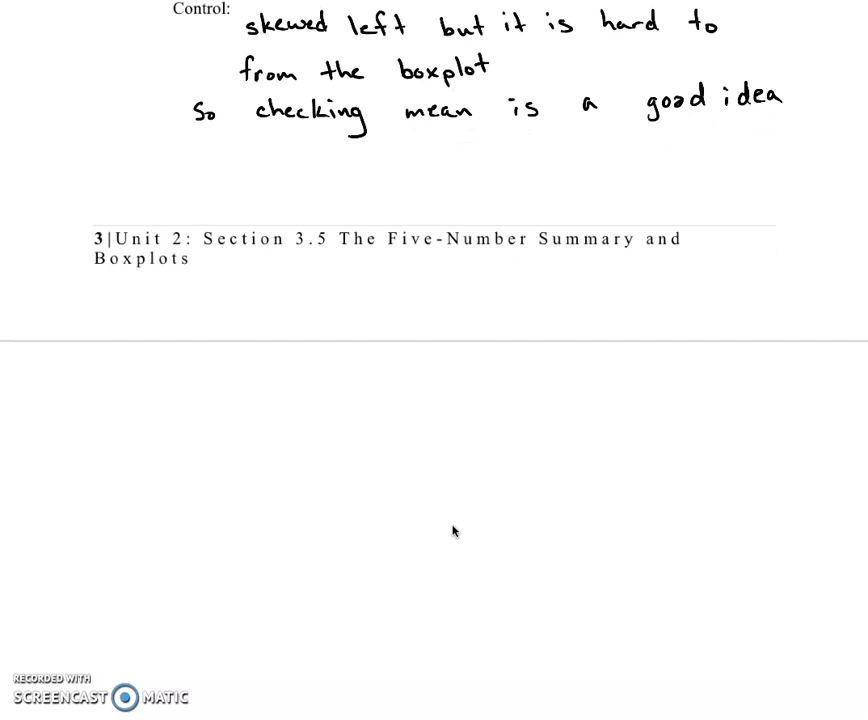 Control:
skewed left but it is hard to
from the boxplot
So checking mean is a good idea
3|Unit 2: Section 3.5 The Five-Number Summary and
Boxplots
RECORDED WITH
SCREENCAST MATIC